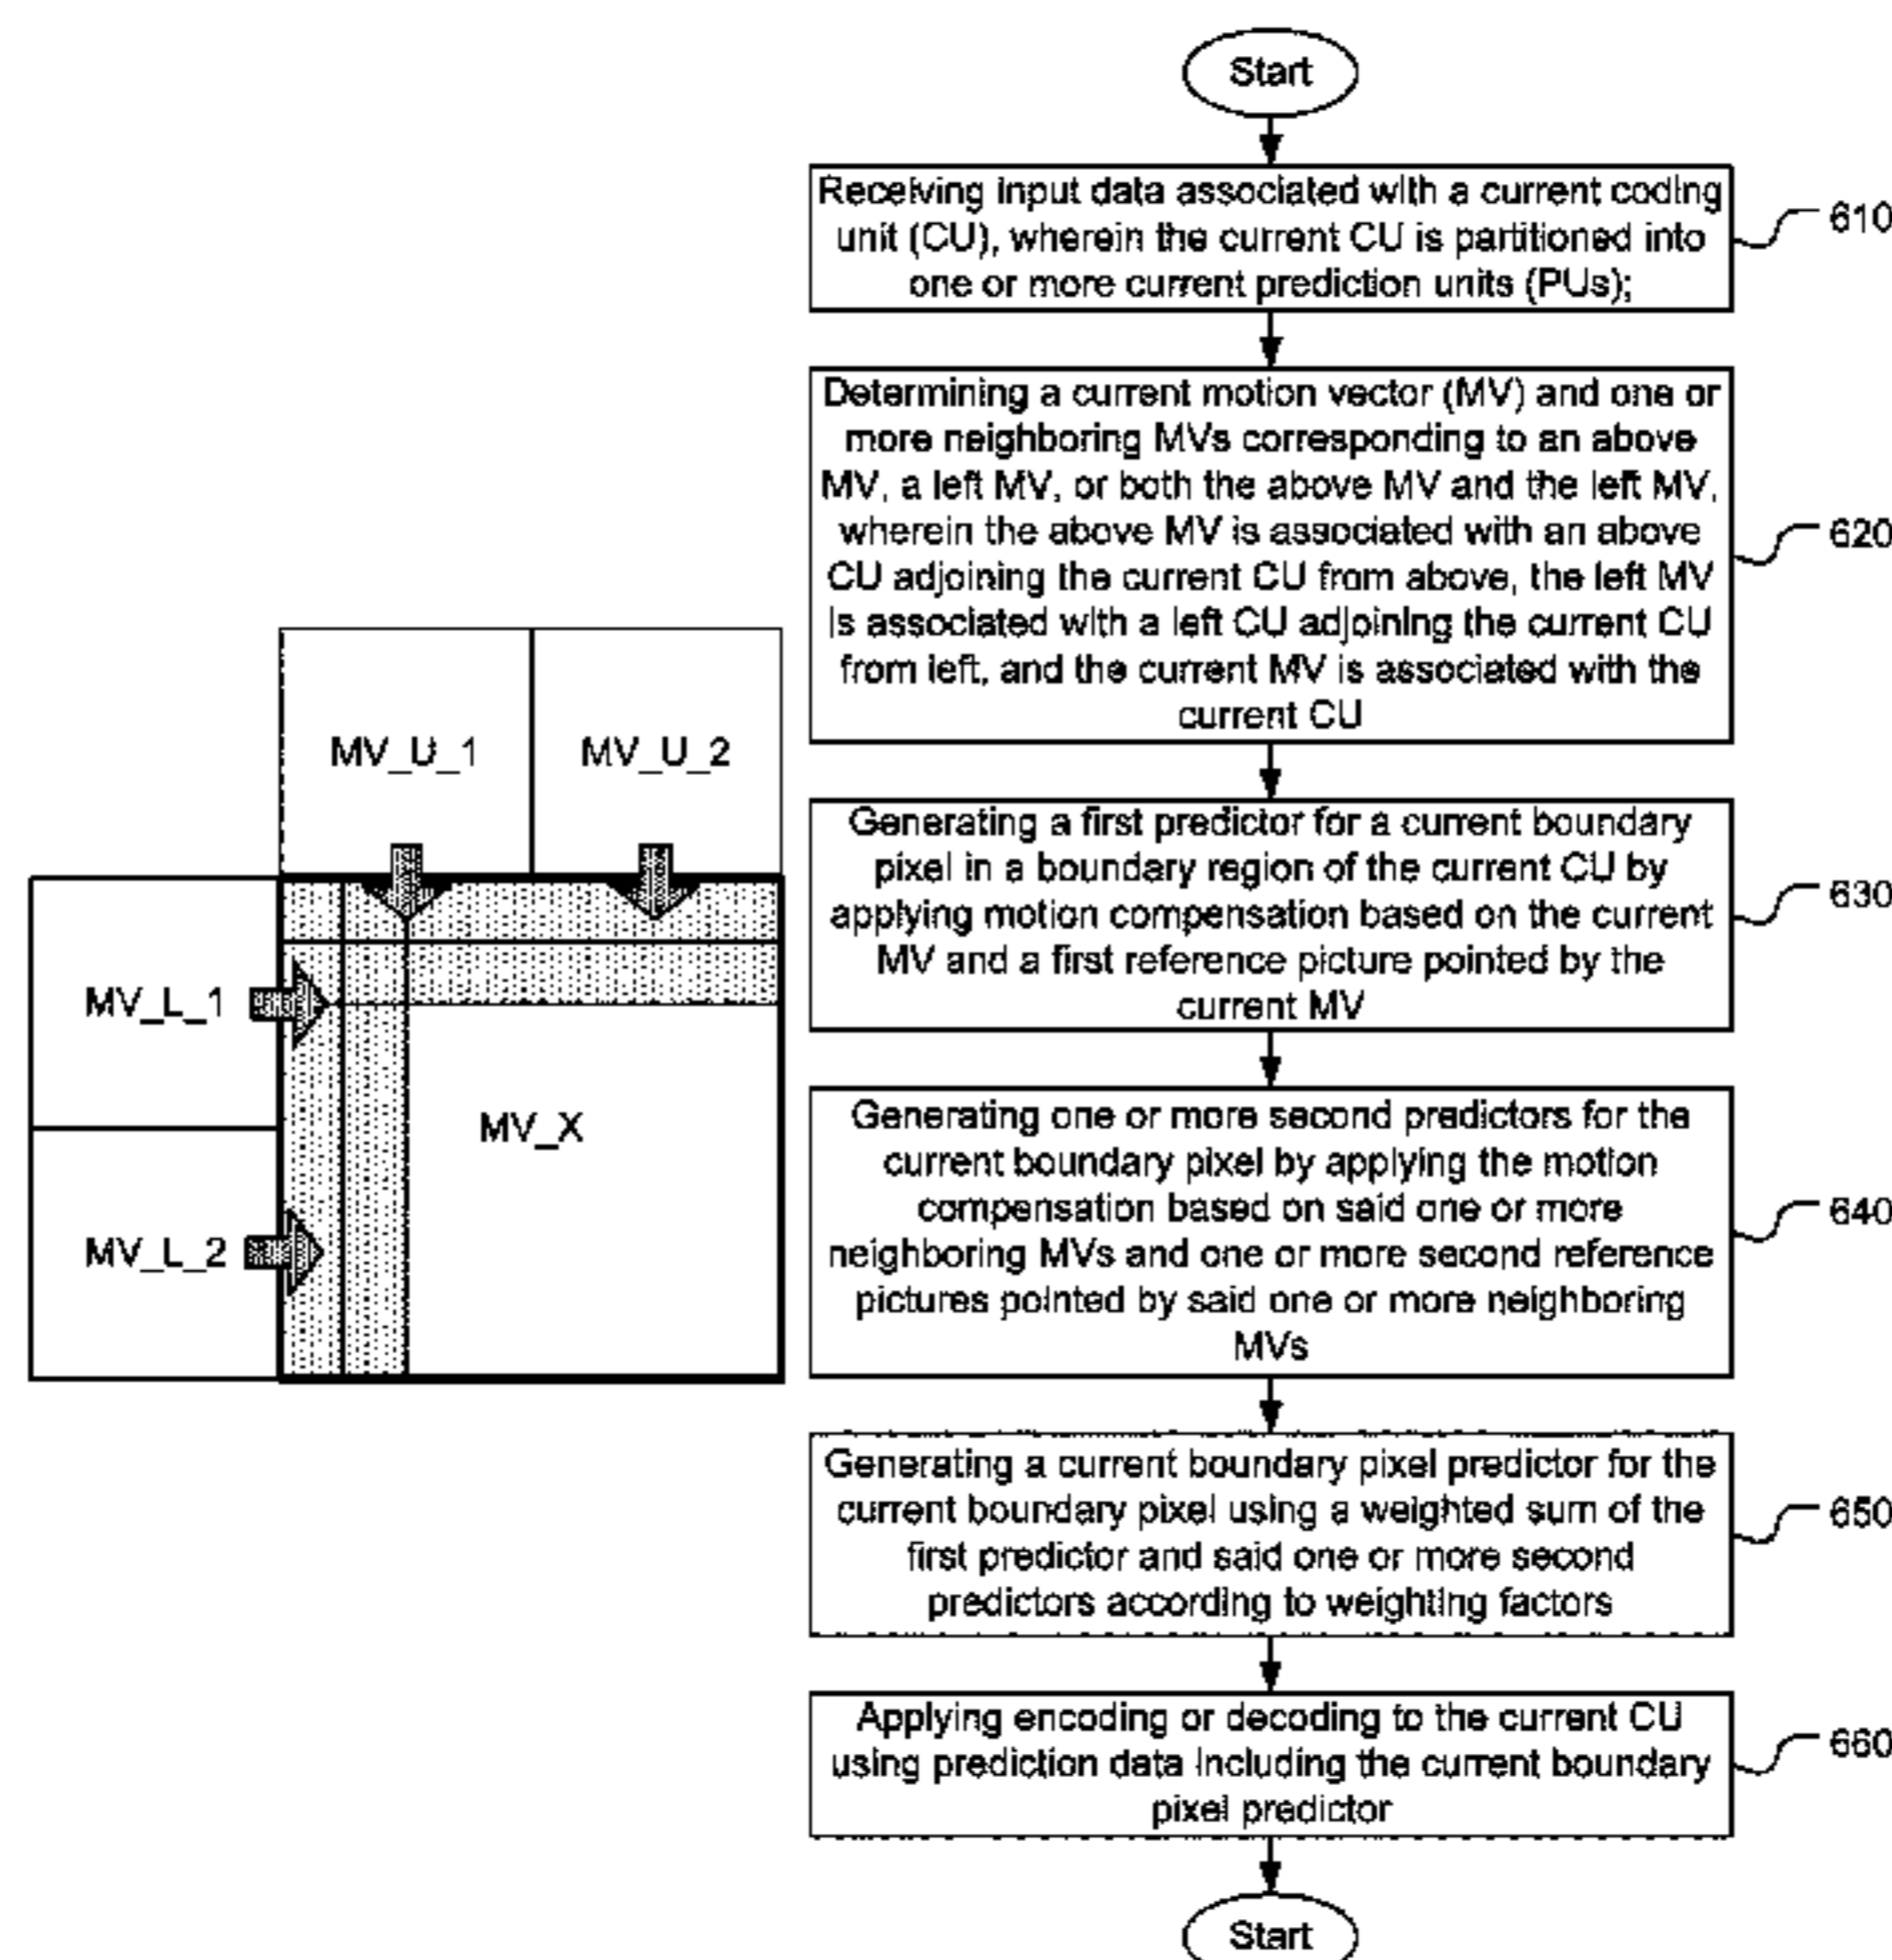 Start
Receiving input data associated with a current coding
unit (CU), wherein the current CU is partitioned into
one or more current prediction units (PUs);
610
Determining a current motion vector (MV) and one or
more neighboring MVs corresponding to an above
MV, a left MV, or both the above MV and the left MV,
wherein the above MV is associated with an above
CU adjoining the current CU from above, the left MV
is associated with a left CU adjoining the current CU
from left, and the current MV is associated with the
current CU
620
Generating a first predictor for a current boundary
pixel in a boundary region of the current CU by
applying motion compensation based on the current
MV and a first reference picture pointed by the
current MV
630
Generating one or more second predictors for the
current boundary pixel by applying the motion
compensation based on said one or more
neighboring MVs and one or more second reference
pictures pointed by said one or more neighboring
MVs
640
Generating a current boundary pixel predictor for the
current boundary pixel using a weighted sum of the
first predictor and said one or more second
predictors according to weighting factors
650
Applying encoding or decoding to the current CU
using prediction data including the current boundary
pixel predictor
660
Start
MV_U_1
MV_U_2
MV_L_1
MV_X
MV_L_2